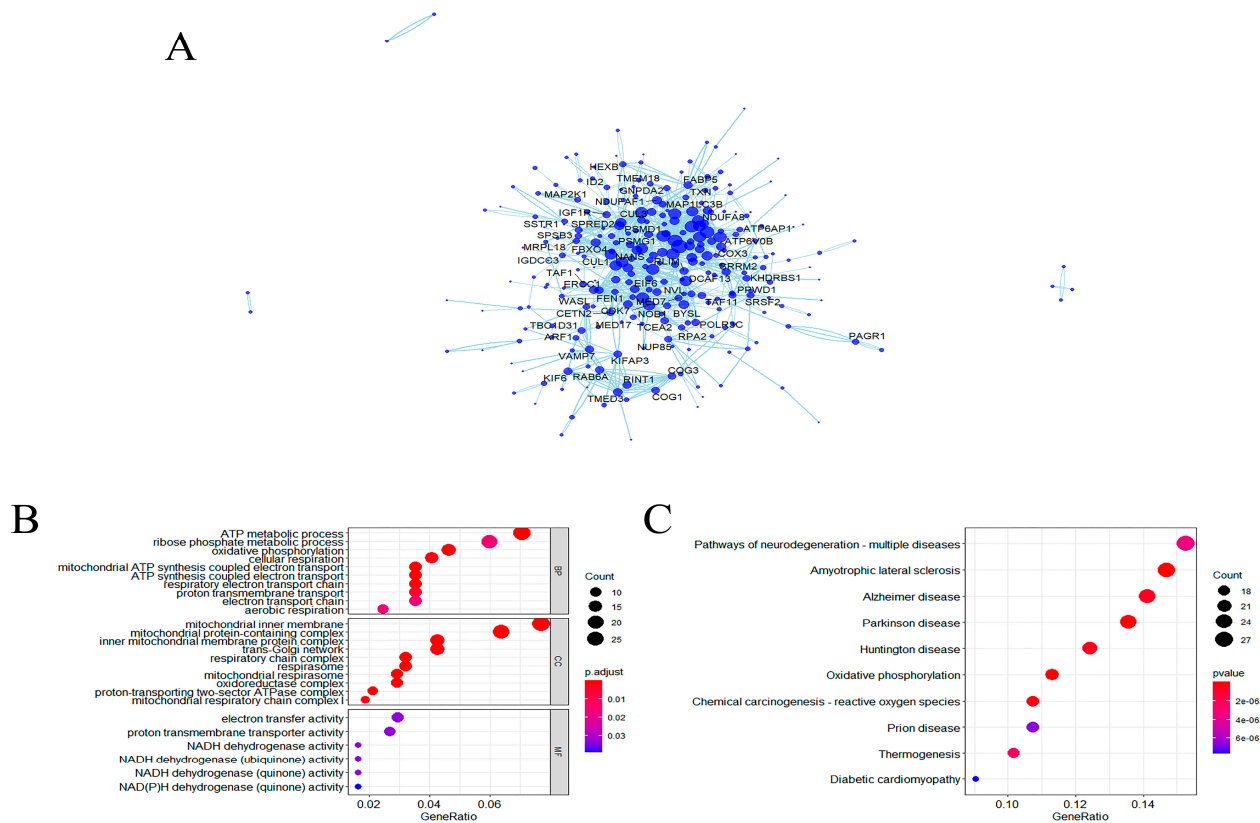 A
HEXB
TMEM18
FABP5
ID2
GNPDA2
TXN
MAP2K1
NDUFAF1
MAP1LC3B
IGF1R
CUL3
NDUFA8
SSTR1
SPRED2
PSMD1
ATP6AP1
SPSB3
PSMG1
ATP6V0B
MRPL18
FBXO4
NANS
RLIM
COX3
IGDCC3
CUL1
SRRM2
TAF1
DCAF13
KHDRBS1
ERCC1
EIF6
NVL
PPWD1
WASL
FEN1
MED7
TAF11
SRSF2
CETN2
CDK7
NOB1
BYSL
TBC1D31
MED17
TCEA2
POLR3C
ARF1
RPA2
PAGR1
NUP85
VAMP7
KIFAP3
KIF6
RAB6A
RINT1
COG3
TMED3
COG1
B
ATP metabolic process
ribose phosphate metabolic process
oxidative phosphorylation
cellular respiration
mitochondrial ATP synthesis coupled electron transport
ATP synthesis coupled electron transport
respiratory electron transport chain
proton transmembrane transport
electron transport chain
aerobic respiration
BP
mitochondrial inner membrane
mitochondrial protein-containing complex
inner mitochondrial membrane protein complex
trans-Golgi network
respiratory chain complex
respirasome
mitochondrial respirasome
oxidoreductase complex
proton-transporting two-sector ATPase complex
mitochondrial respiratory chain complex I
CC
electron transfer activity
proton transmembrane transporter activity
NADH dehydrogenase activity
NADH dehydrogenase (ubiquinone) activity
NADH dehydrogenase (quinone) activity
NAD(P)H dehydrogenase (quinone) activity
MF
0.02 0.04 0.06
GeneRatio
Count
10
15
20
25
p.adjust
0.01
0.02
0.03
C
Pathways of neurodegeneration - multiple diseases
Amyotrophic lateral sclerosis
Alzheimer disease
Parkinson disease
Huntington disease
Oxidative phosphorylation
Chemical carcinogenesis - reactive oxygen species
Prion disease
Thermogenesis
Diabetic cardiomyopathy
0.10 0.12 0.14
GeneRatio
Count
18
21
24
27
pvalue
2e-06
4e-06
6e-06